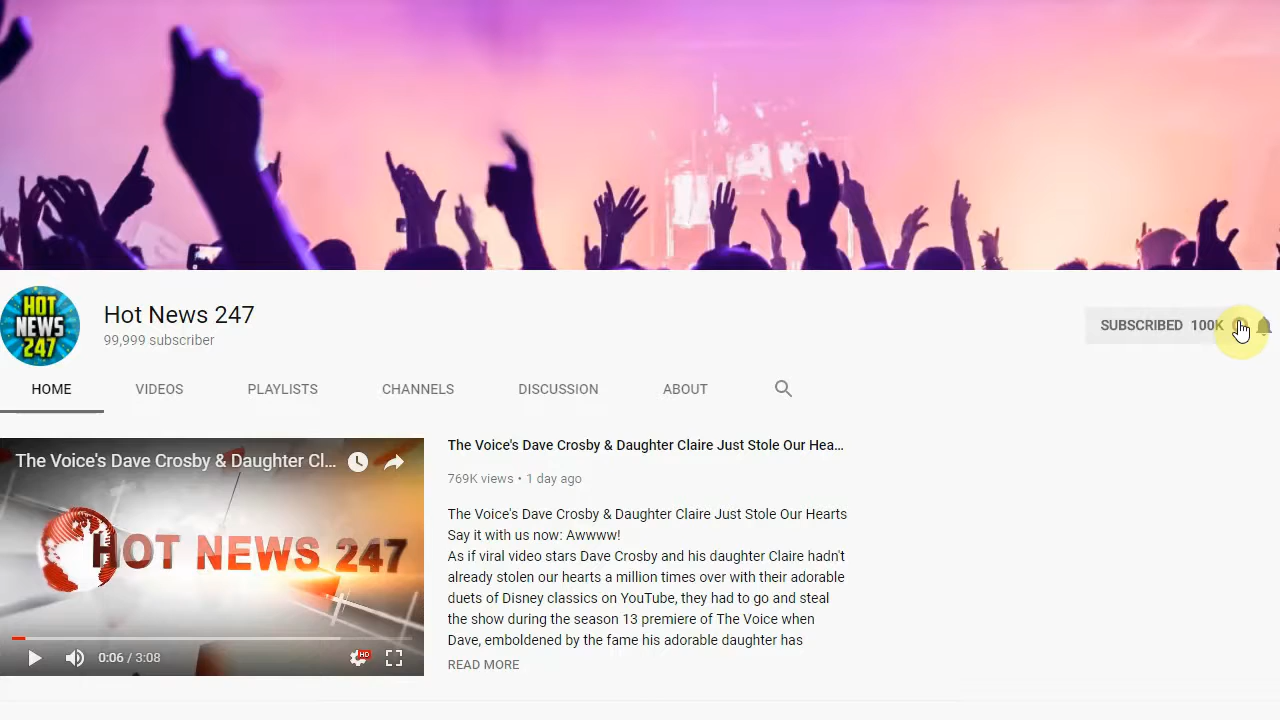 HOT
NEWS
247
Hot News 247
99,999 subscriber
SUBSCRIBED 100K
HOME VIDEOS PLAYLISTS CHANNELS DISCUSSION ABOUT
The Voice's Dave Crosby & Daughter Cl...
HOT NEWS 247
0:06 / 3:08
HD
The Voice's Dave Crosby & Daughter Claire Just Stole Our Hea...
769K views • 1 day ago
The Voice's Dave Crosby & Daughter Claire Just Stole Our Hearts
Say it with us now: Awwww!
As if viral video stars Dave Crosby and his daughter Claire hadn't
already stolen our hearts a million times over with their adorable
duets of Disney classics on YouTube, they had to go and steal
the show during the season 13 premiere of The Voice when
Dave, emboldened by the fame his adorable daughter has
READ MORE